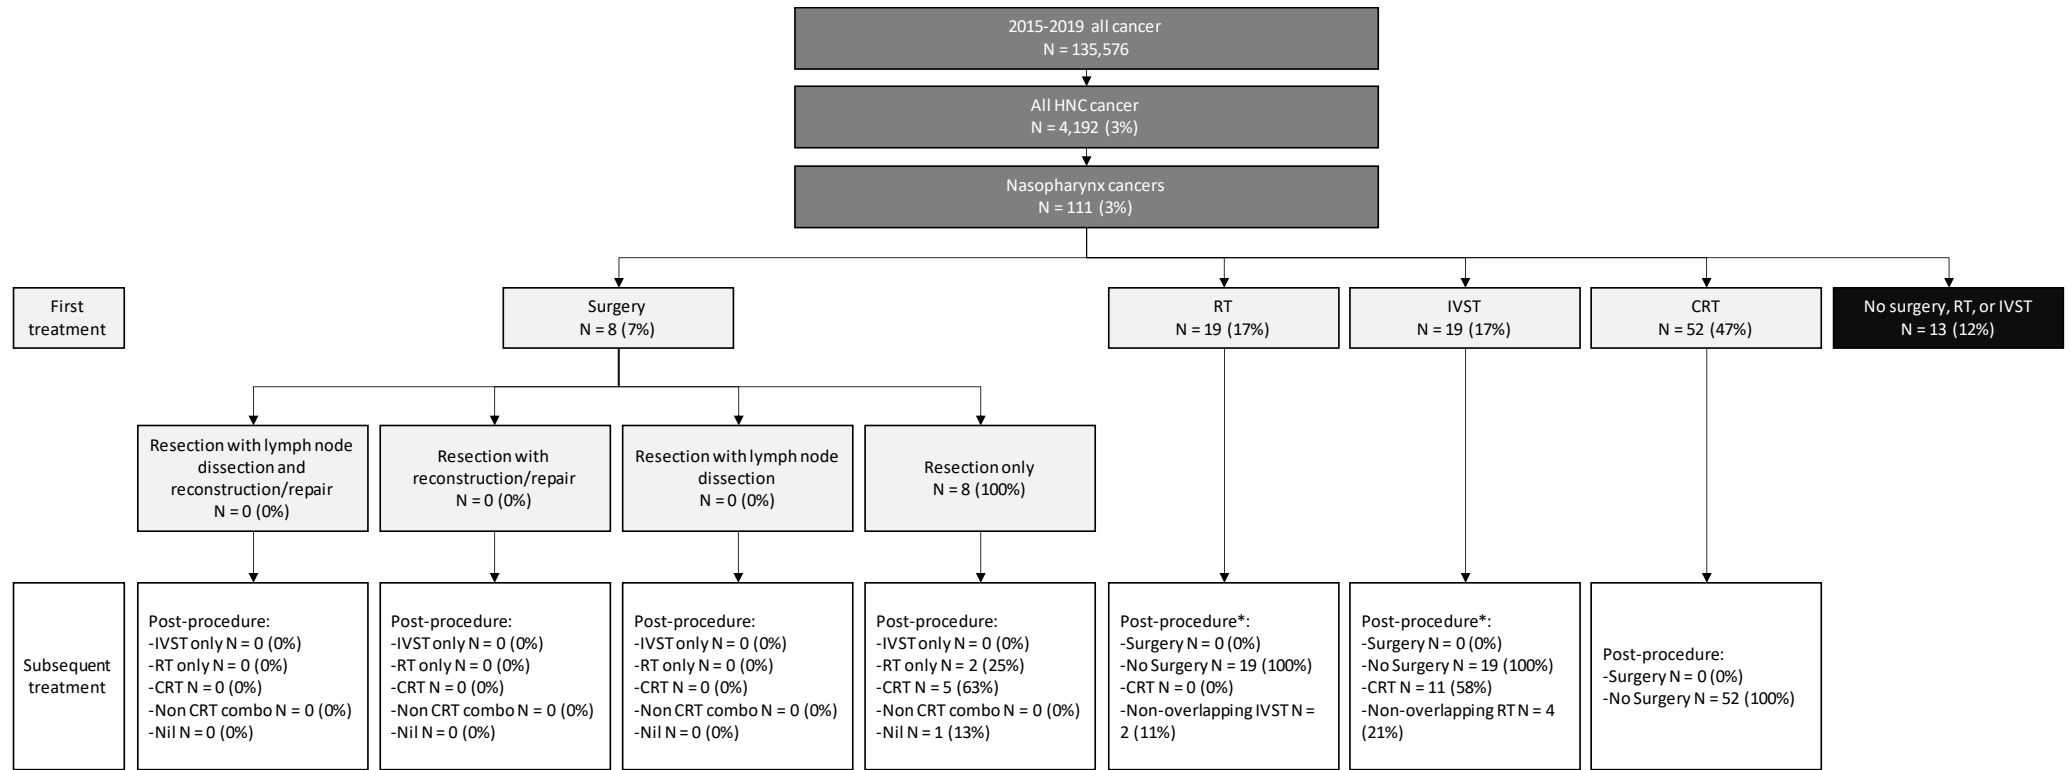 2015-2019 all cancer
N = 135,576
All HNC cancer
N = 4,192 (3%)
Nasopharynx cancers
N = 111 (3%)
First
treatment
Surgery
N = 8 (7%)
RT
N = 19 (17%)
IVST
N = 19 (17%)
CRT
N = 52 (47%)
No surgery, RT, or IVST
N = 13 (12%)
Resection with lymph node
dissection and
reconstruction/repair
N = 0 (0%)
Resection with
reconstruction/repair
N = 0 (0%)
Resection with lymph node
dissection
N = 0 (0%)
Resection only
N = 8 (100%)
Subsequent
treatment
Post-procedure:
-IVST only N = 0 (0%)
-RT only N = 0 (0%)
-CRT N = 0 (0%)
-Non CRT combo N = 0 (0%)
-Nil N = 0 (0%)
Post-procedure:
-IVST only N = 0 (0%)
-RT only N = 0 (0%)
-CRT N = 0 (0%)
-Non CRT combo N = 0 (0%)
-Nil N = 0 (0%)
Post-procedure:
-IVST only N = 0 (0%)
-RT only N = 0 (0%)
-CRT N = 0 (0%)
-Non CRT combo N = 0 (0%)
-Nil N = 0 (0%)
Post-procedure:
-IVST only N = 0 (0%)
-RT only N = 2 (25%)
-CRT N = 5 (63%)
-Non CRT combo N = 0 (0%)
-Nil N = 1 (13%)
Post-procedure*:
-Surgery N = 0 (0%)
-No Surgery N = 19 (100%)
-CRT N = 0 (0%)
-Non-overlapping IVST N =
2 (11%)
Post-procedure*:
-Surgery N = 0 (0%)
-No Surgery N = 19 (100%)
-CRT N = 11 (58%)
-Non-overlapping RT N = 4
(21%)
Post-procedure:
-Surgery N = 0 (0%)
-No Surgery N = 52 (100%)